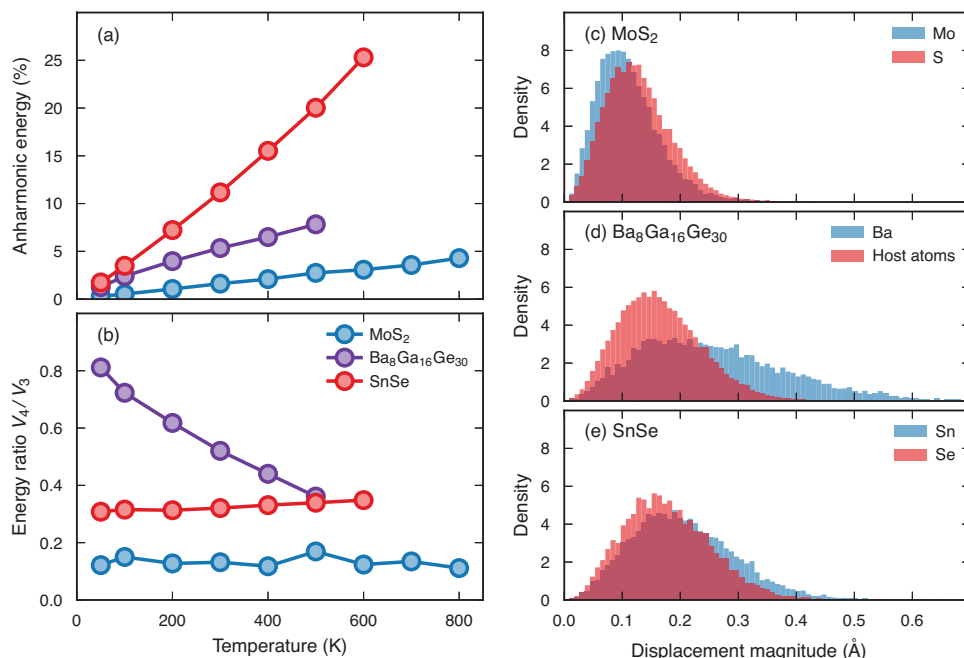 (a)
Anharmonic energy (%)
25
20
15
10
5
0
(b)
MoS₂
Ba₈Ga₁₆Ge₃₀
SnSe
Energy ratio V₄/ V₃
0.8
0.6
0.4
0.2
0.0
0 200 400 600 800
Temperature (K)
(c) MoS₂
Mo
S
Density
8
6
4
2
0
(d) Ba₈Ga₁₆Ge₃₀
Ba
Host atoms
Density
8
6
4
2
0
(e) SnSe
Sn
Se
Density
8
6
4
2
0
0.0 0.1 0.2 0.3 0.4 0.5 0.6
Displacement magnitude (Å)